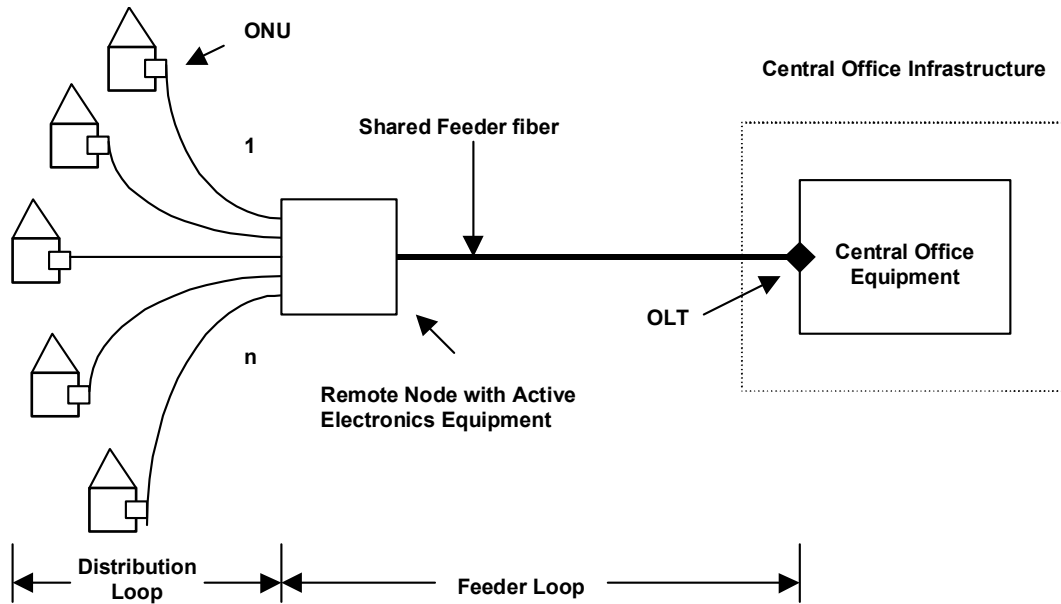 ONU
Central Office Infrastructure
Shared Feeder fiber
1
Central Office
Equipment
OLT
n
Remote Node with Active
Electronics Equipment
Distribution
Loop
Feeder Loop